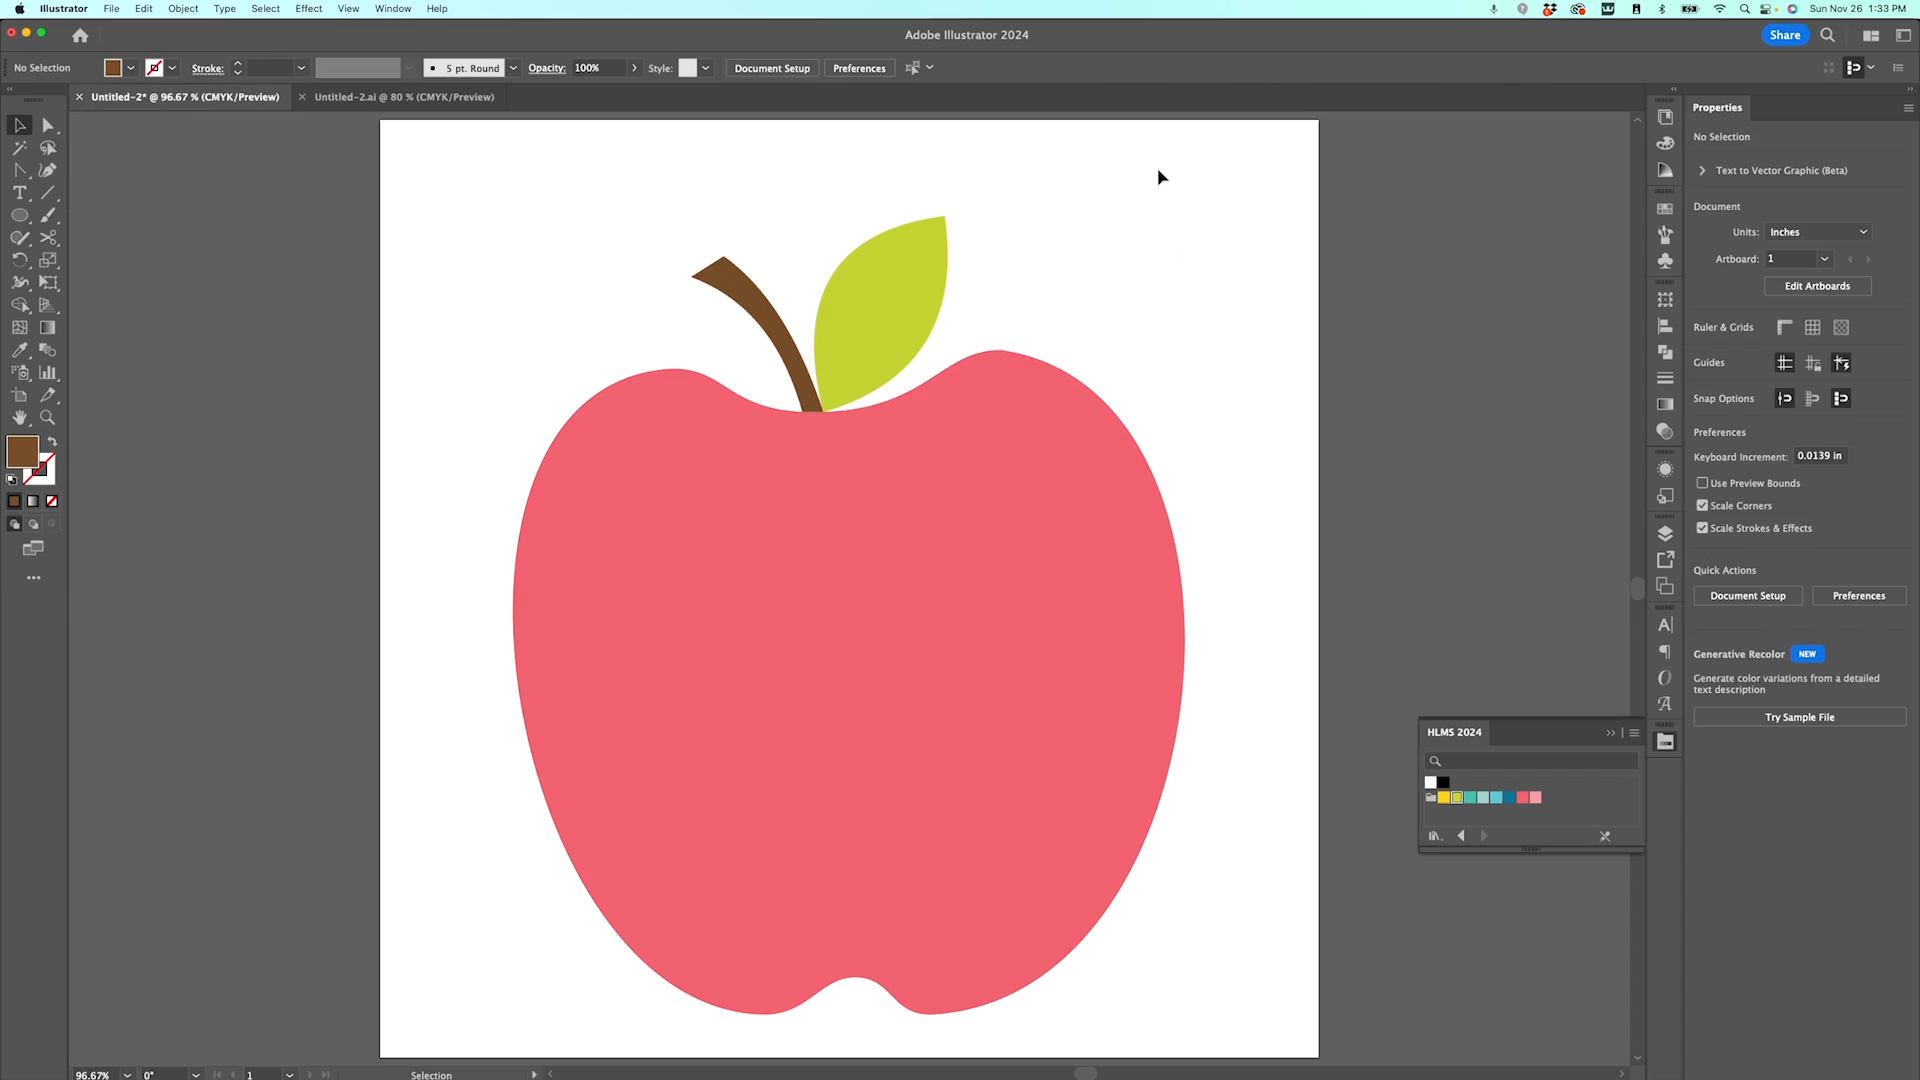 Illustrator File Edit Object Type Select Effect View Window Help Sun Nov 26 1:33 PM
Adobe Illustrator 2024 Share
No Selection Stroke: 5 pt. Round Opacity: 100% Style: Document Setup Preferences
Untitled-2* @ 96.67 % (CMYK/Preview) Untitled-2.ai @ 80 % (CMYK/Preview)
Properties
No Selection
Text to Vector Graphic (Beta)
Document
Units: Inches
Artboard: 1
Edit Artboards
Ruler & Grids
Guides
Snap Options
Preferences
Keyboard Increment: 0.0139 in
Use Preview Bounds
Scale Corners
Scale Strokes & Effects
Quick Actions
Document Setup Preferences
Generative Recolor NEW
Generate color variations from a detailed
text description
Try Sample File
HLMS 2024
96.67% 0° 1 Selection